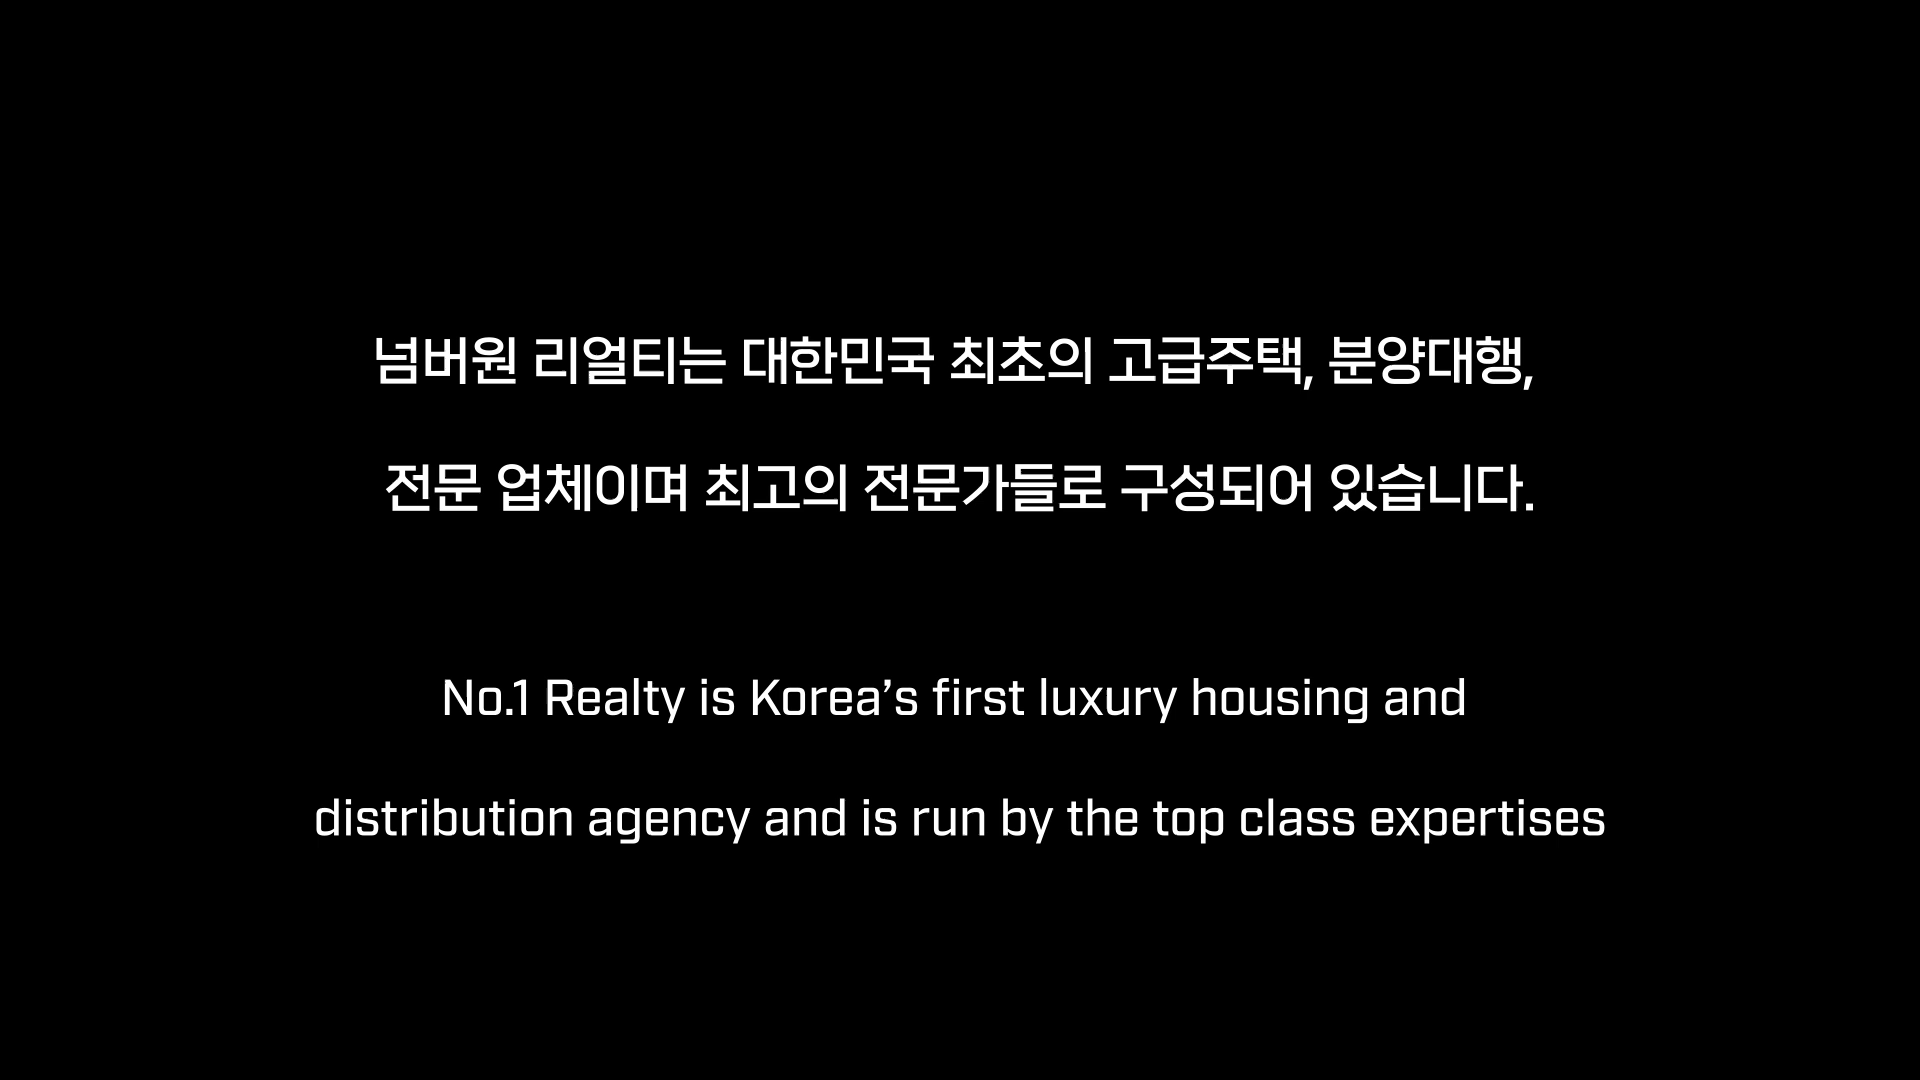 넘버원 리얼티는 대한민국 최초의 고급주택, 분양대행,
전문 업체이며 최고의 전문가들로 구성되어 있습니다.
No.1 Realty is Korea’s first luxury housing and
distribution agency and is run by the top class expertises